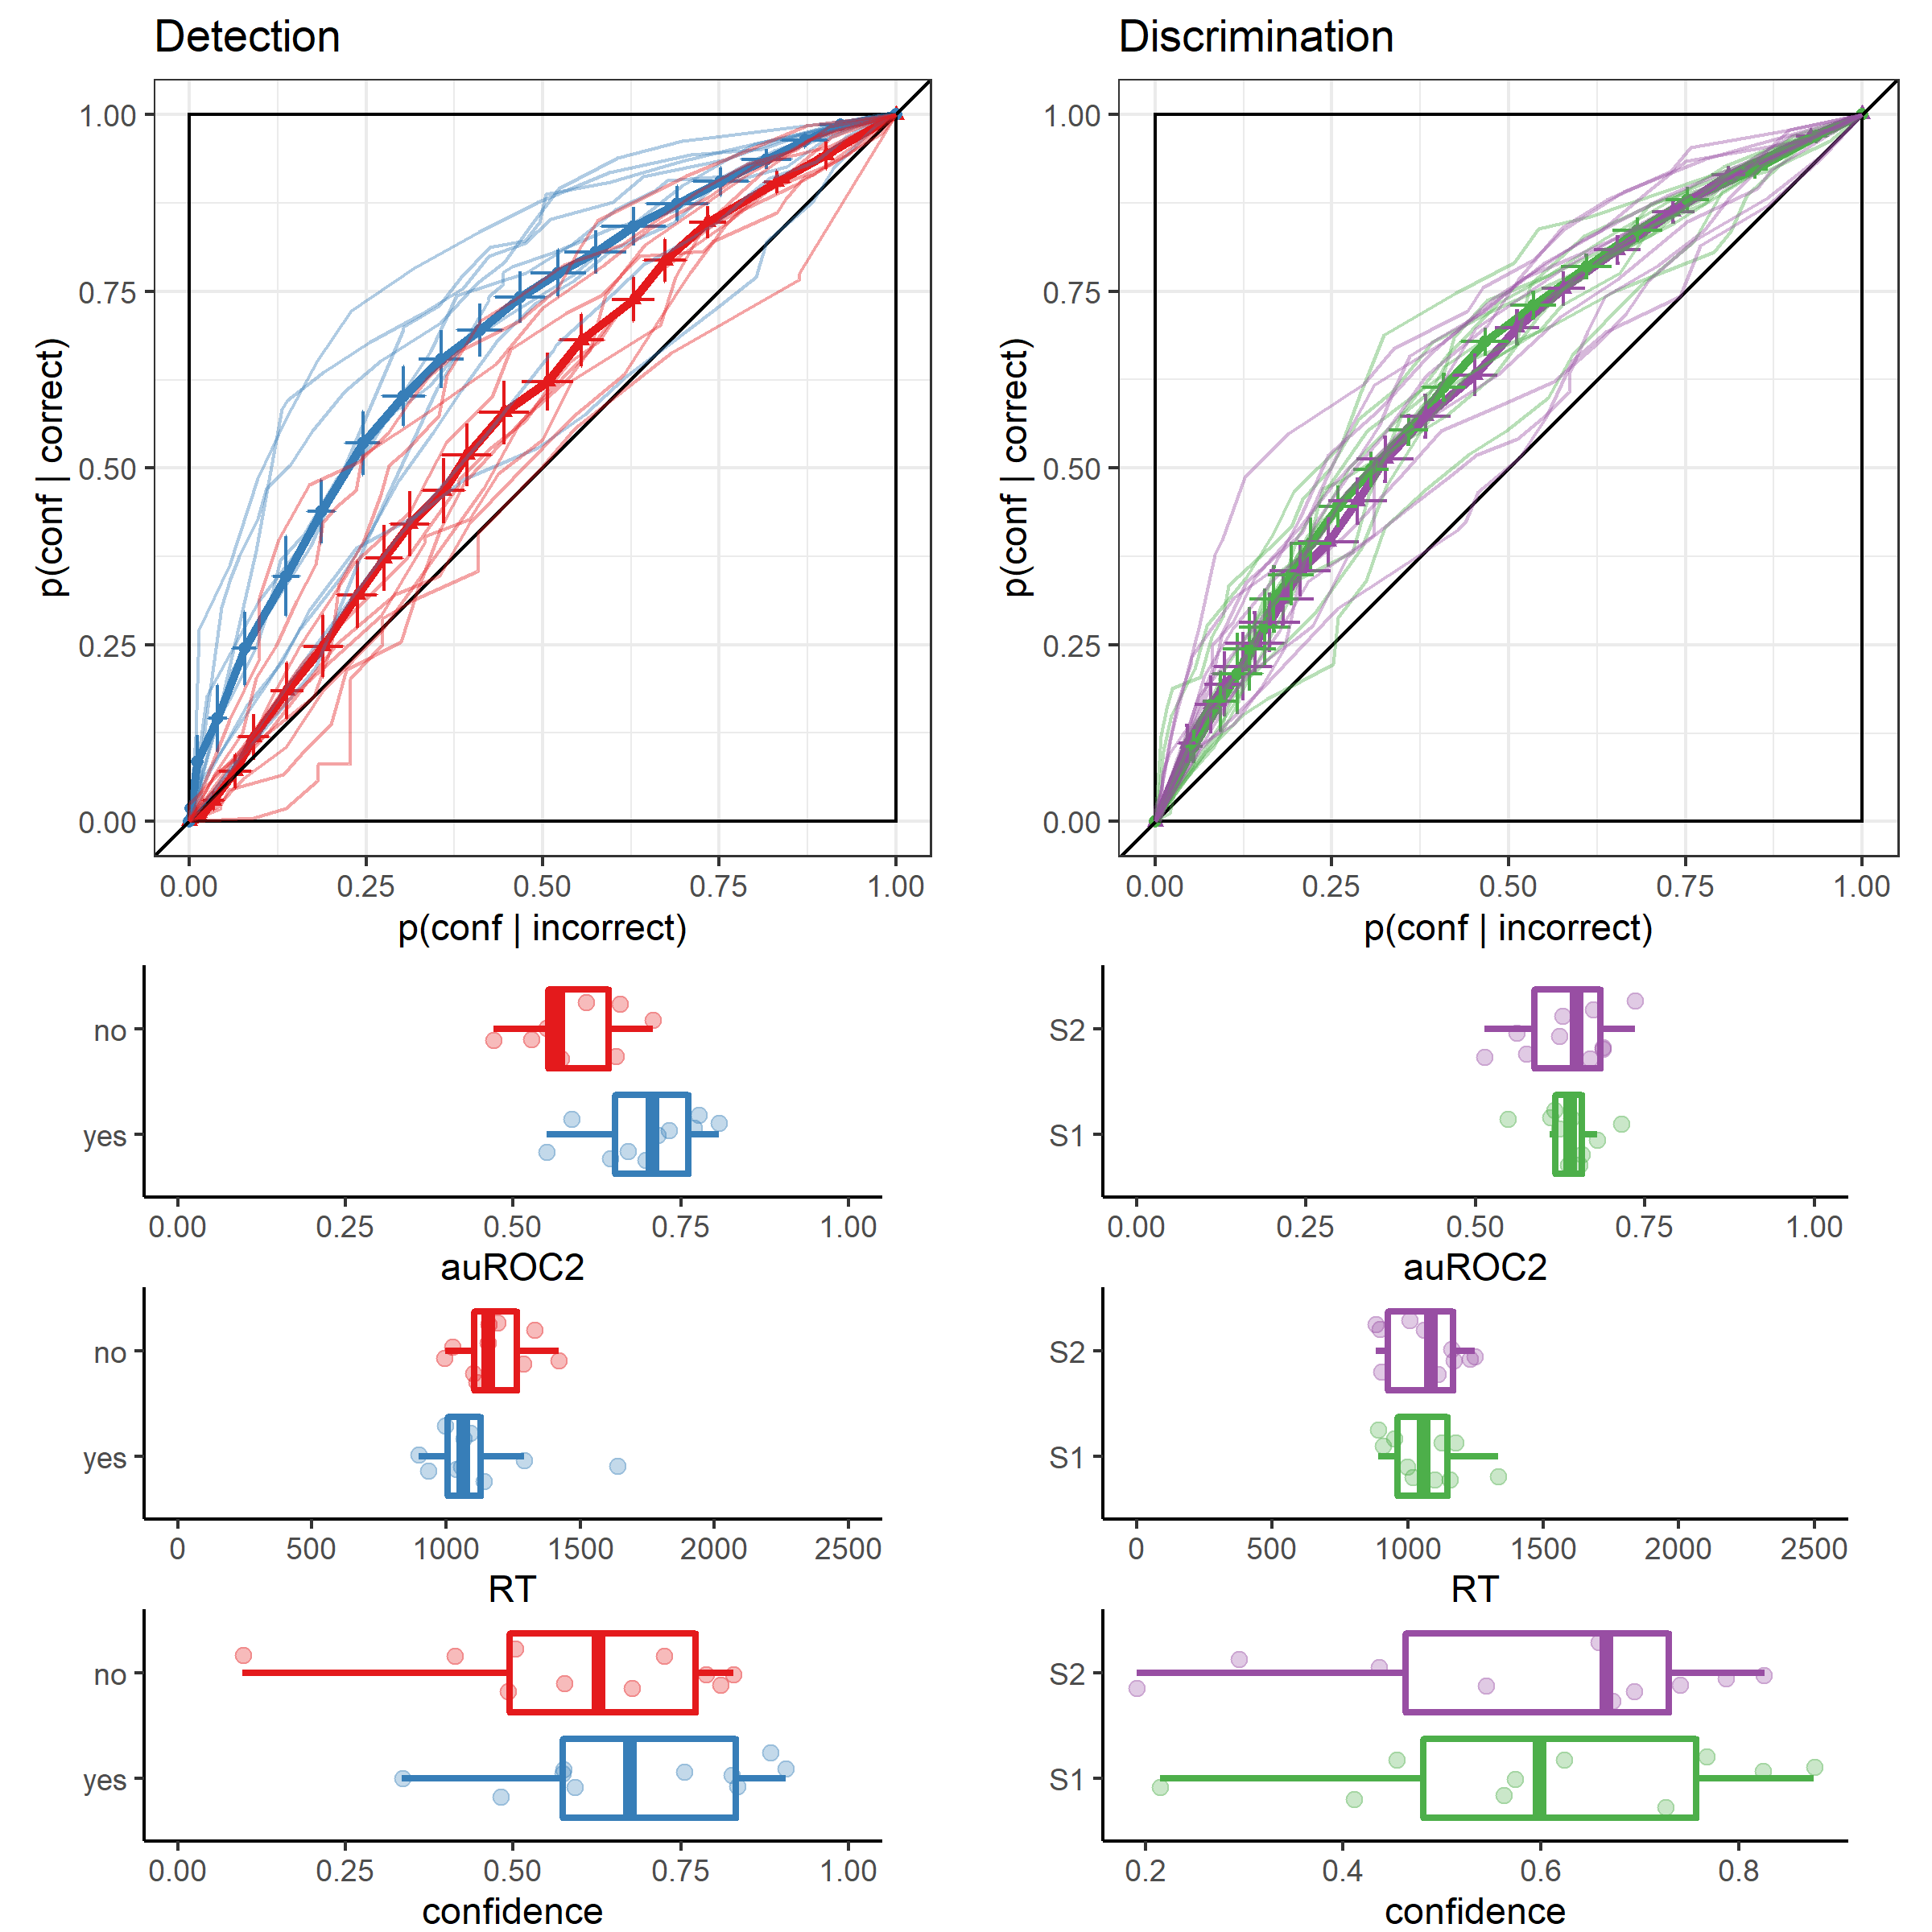 Detection
Discrimination
1.00
0.75
0.50
0.25
0.00
p(conf | correct)
0.00 0.25 0.50 0.75 1.00
p(conf | incorrect)
1.00
0.75
0.50
0.25
0.00
p(conf | correct)
0.00 0.25 0.50 0.75 1.00
p(conf | incorrect)
no
yes
0.00 0.25 0.50 0.75 1.00
auROC2
S2
S1
0.00 0.25 0.50 0.75 1.00
auROC2
no
yes
0 500 1000 1500 2000 2500
RT
S2
S1
0 500 1000 1500 2000 2500
RT
no
yes
0.00 0.25 0.50 0.75 1.00
confidence
S2
S1
0.2 0.4 0.6 0.8
confidence